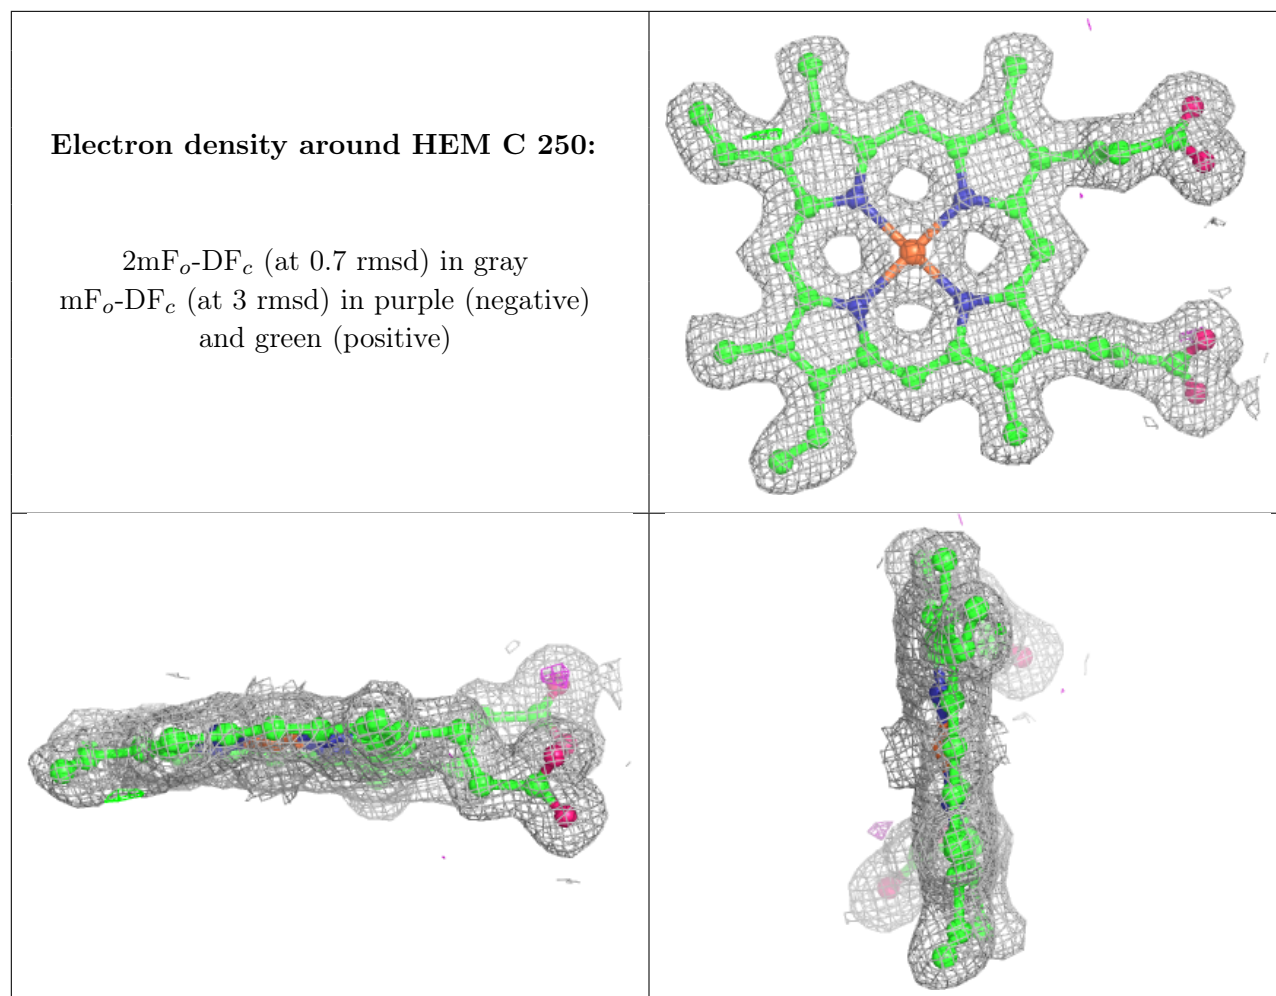 Electron density around HEM C 250:
2mFₒ-DF𝒸 (at 0.7 rmsd) in gray
mFₒ-DF𝒸 (at 3 rmsd) in purple (negative)
and green (positive)